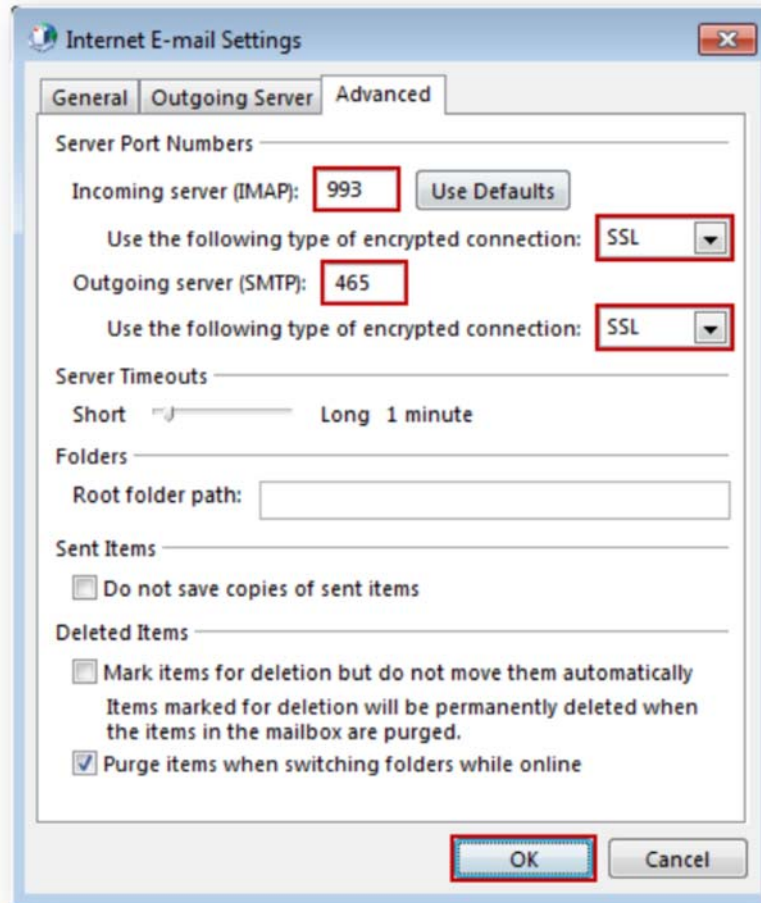 Internet E-mail Settings
General Outgoing Server Advanced
Server Port Numbers
Incoming server (IMAP): 993 Use Defaults
Use the following type of encrypted connection: SSL
Outgoing server (SMTP): 465
Use the following type of encrypted connection: SSL
Server Timeouts
Short Long 1 minute
Folders
Root folder path:
Sent Items
Do not save copies of sent items
Deleted Items
Mark items for deletion but do not move them automatically
Items marked for deletion will be permanently deleted when
the items in the mailbox are purged.
Purge items when switching folders while online
OK Cancel